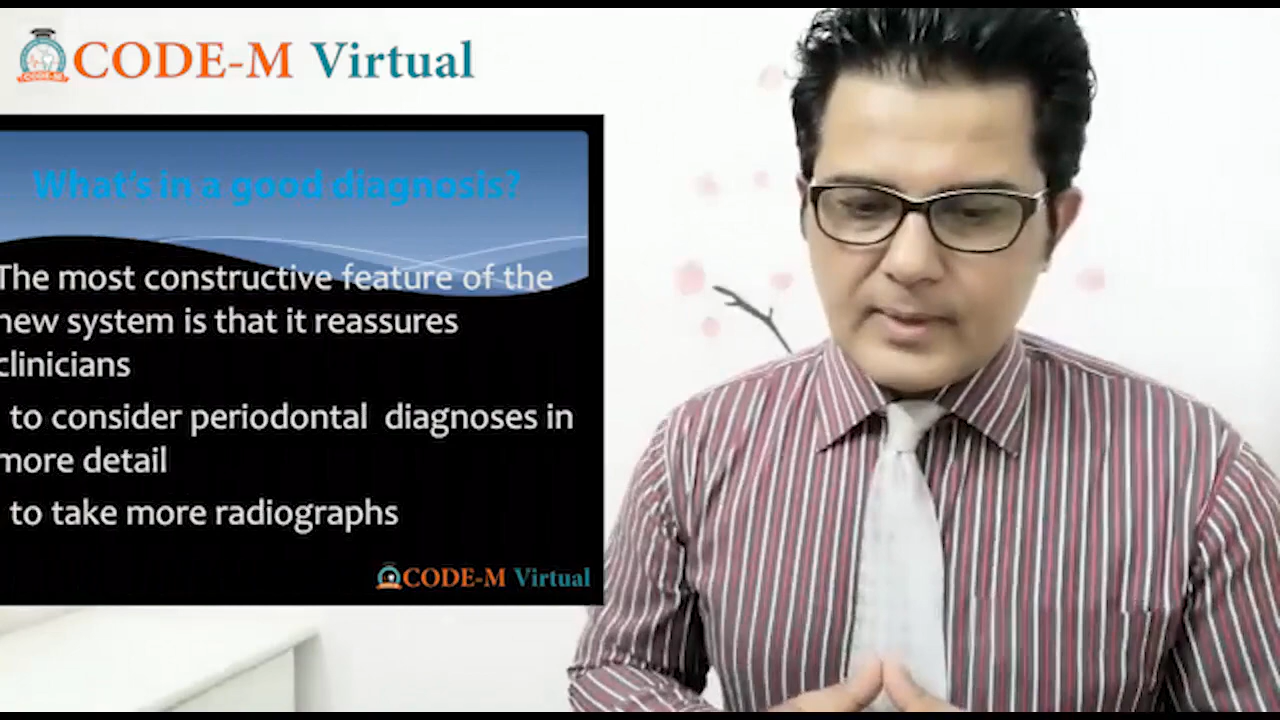 CODE-M Virtual
CODE-M
What's in a good diagnosis?
The most constructive feature of the
new system is that it reassures
clinicians
to consider periodontal diagnoses in
more detail
to take more radiographs
CODE-M Virtual